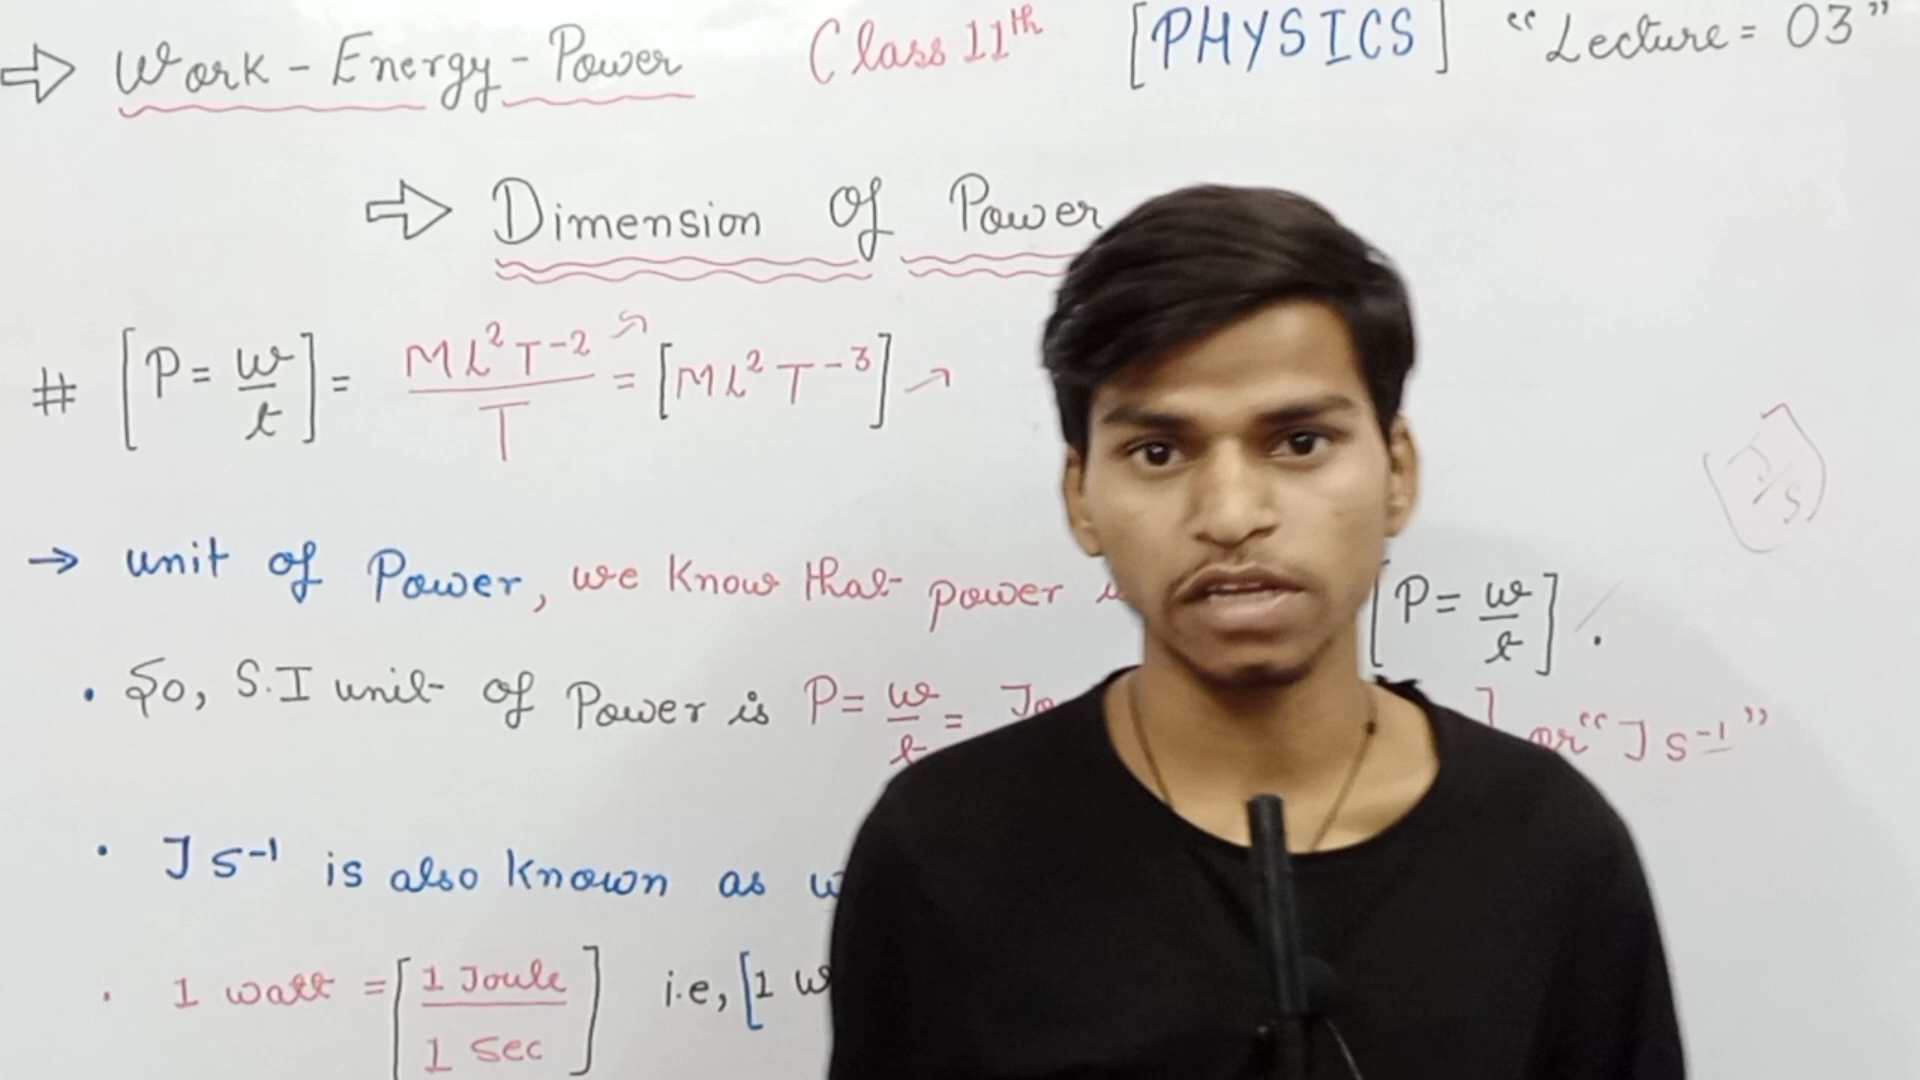 ⇒ Work - Energy - Power Class 11th [PHYSICS] “Lecture = 03”
⇒ Dimension Of Power
# [P = w/t] = ML²T-²/T = [ML²T-³]
→ unit of Power, we know that power [P = w/t].
• So, S.I unit of Power is P = w/t = or “J s-¹”
J/s
• J S-¹ is also known as
• 1 watt = [1 Joule/1 Sec] i.e, [1 W